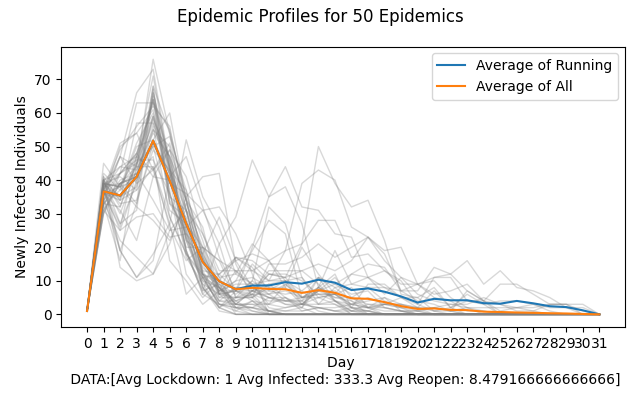 Epidemic Profiles for 50 Epidemics
Average of Running
Average of All
Newly Infected Individuals
70
60
50
40
30
20
10
0
0 1 2 3 4 5 6 7 8 9 10 11 12 13 14 15 16 17 18 19 20 21 22 23 24 25 26 27 28 29 30 31
Day
DATA:[Avg Lockdown: 1 Avg Infected: 333.3 Avg Reopen: 8.479166666666666]